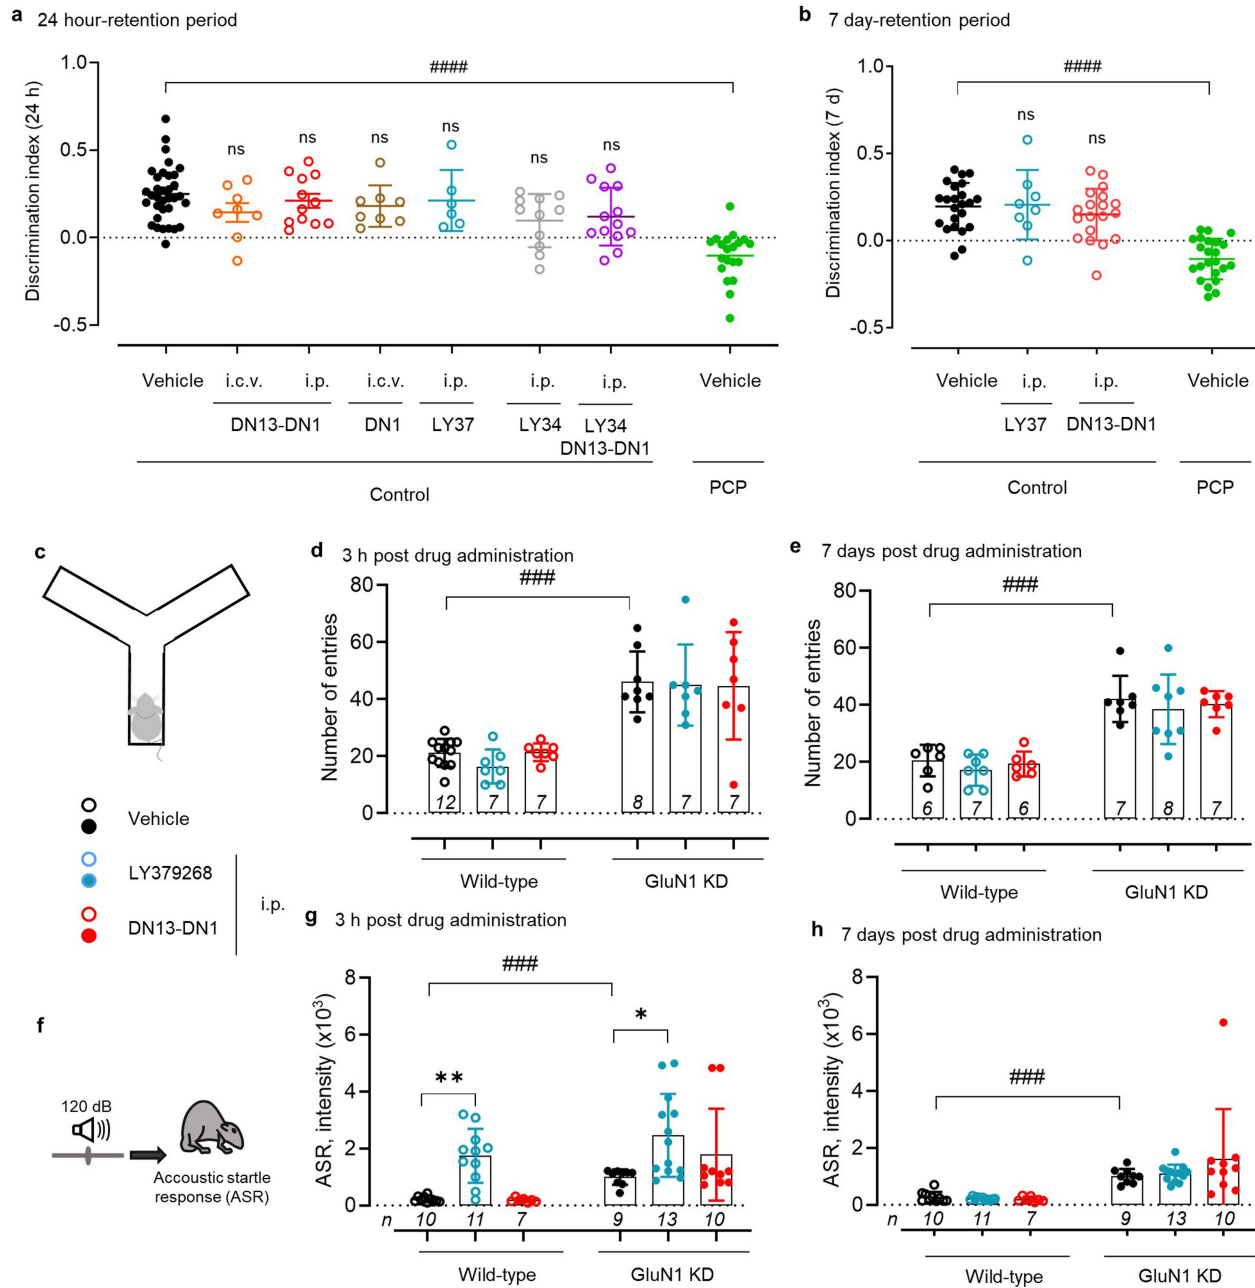 a 24 hour-retention period
Discrimination index (24 h)
1.0
0.5
0.0
-0.5
####
ns ns ns ns ns ns
Vehicle i.c.v. i.p. i.c.v. i.p. i.p. i.p. Vehicle
DN13-DN1 DN1 LY37 LY34 LY34
DN13-DN1
Control PCP
b 7 day-retention period
Discrimination index (7 d)
1.0
0.5
0.0
-0.5
####
ns ns
Vehicle i.p. i.p. Vehicle
LY37 DN13-DN1
Control PCP
c
Vehicle
LY379268
DN13-DN1
i.p.
d 3 h post drug administration
Number of entries
80
60
40
20
0
###
12 7 7 8 7 7
Wild-type GluN1 KD
e 7 days post drug administration
Number of entries
80
60
40
20
0
###
6 7 6 7 8 7
Wild-type GluN1 KD
f
120 dB
Accoustic startle
response (ASR)
g 3 h post drug administration
ASR, intensity (x10³)
8
6
4
2
0
###
*
**
n 10 11 7 9 13 10
Wild-type GluN1 KD
h 7 days post drug administration
ASR, intensity (x10³)
8
6
4
2
0
###
n 10 11 7 9 13 10
Wild-type GluN1 KD